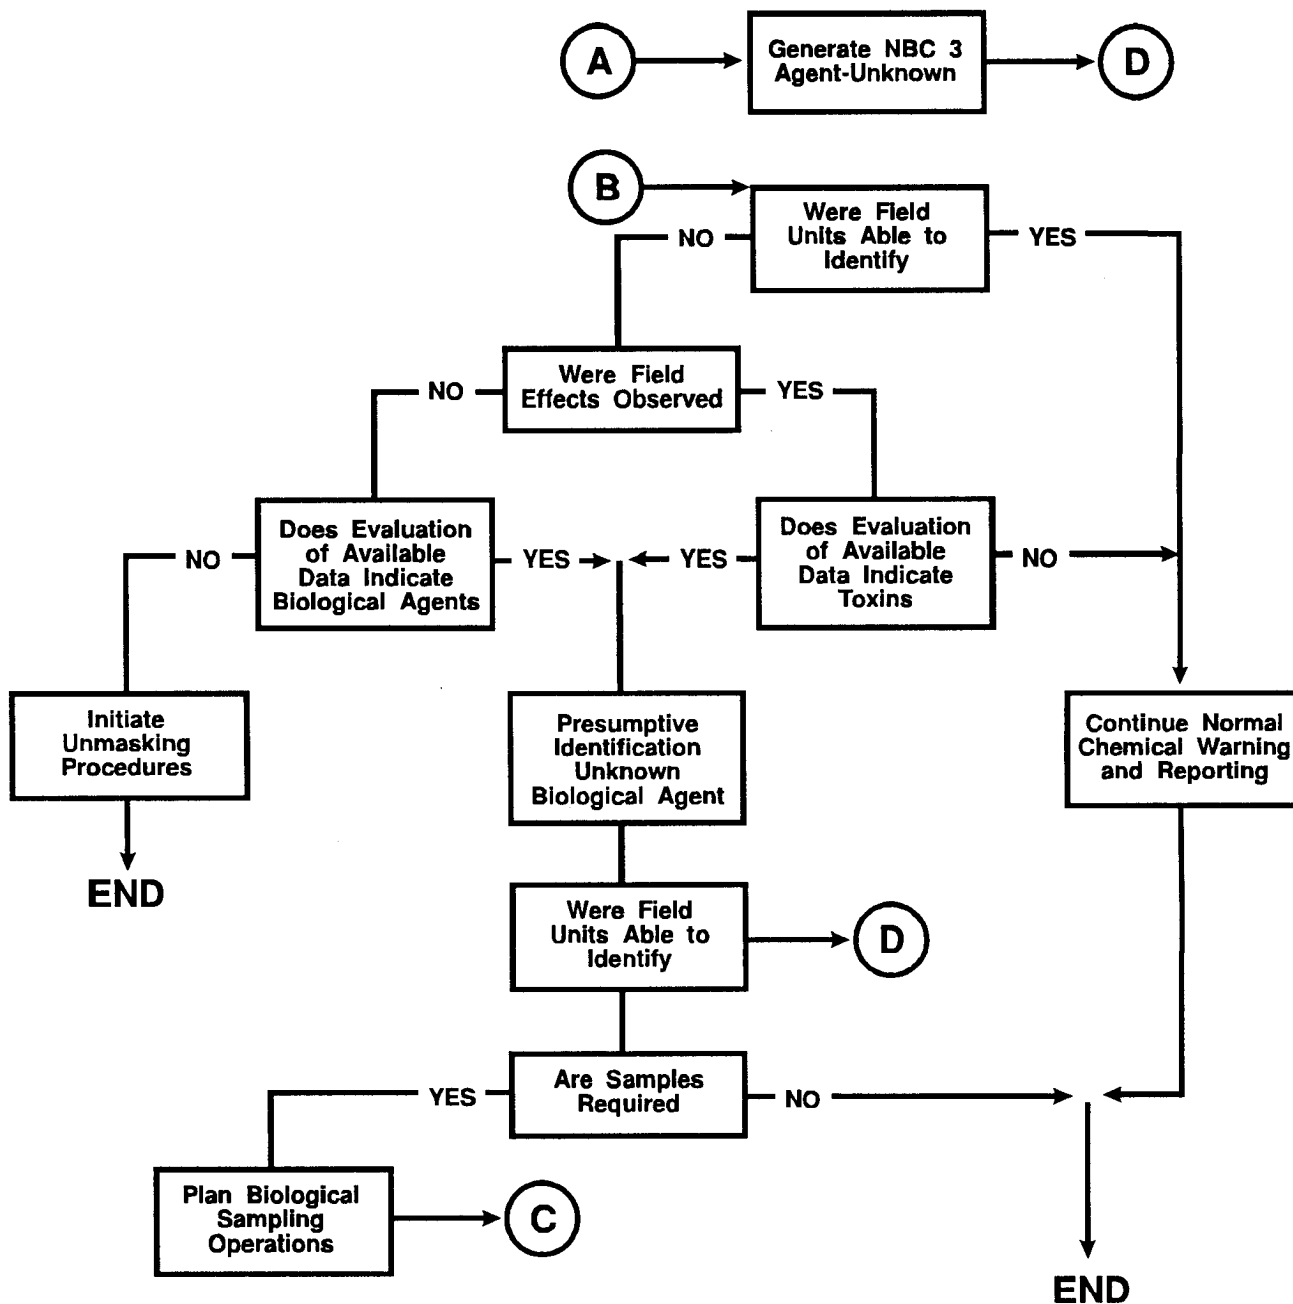 A
Generate NBC 3
Agent-Unknown
D
B
Were Field
Units Able to
Identify
NO
YES
Were Field
Effects Observed
NO
YES
Does Evaluation
of Available
Data Indicate
Biological Agents
NO
YES
Does Evaluation
of Available
Data Indicate
Toxins
YES
NO
Initiate
Unmasking
Procedures
Presumptive
Identification
Unknown
Biological Agent
Continue Normal
Chemical Warning
and Reporting
END
Were Field
Units Able to
Identify
D
Are Samples
Required
YES
NO
Plan Biological
Sampling
Operations
C
END